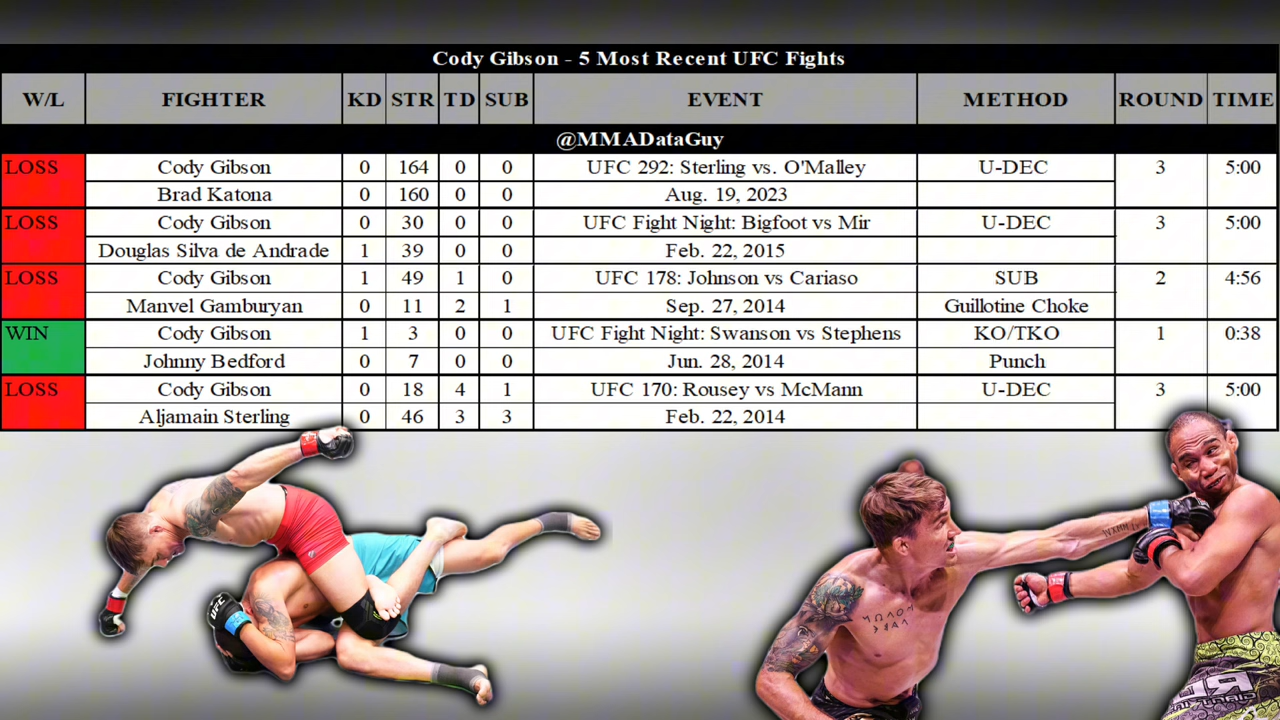 Cody Gibson - 5 Most Recent UFC Fights
W/L FIGHTER KD STR TD SUB EVENT METHOD ROUND TIME
@MMADataGuy
LOSS Cody Gibson 0 164 0 0 UFC 292: Sterling vs. O'Malley U-DEC 3 5:00
Brad Katona 0 160 0 0 Aug. 19, 2023
LOSS Cody Gibson 0 30 0 0 UFC Fight Night: Bigfoot vs Mir U-DEC 3 5:00
Douglas Silva de Andrade 1 39 0 0 Feb. 22, 2015
LOSS Cody Gibson 1 49 1 0 UFC 178: Johnson vs Cariaso SUB 2 4:56
Manvel Gamburyan 0 11 2 1 Sep. 27, 2014 Guillotine Choke
WIN Cody Gibson 1 3 0 0 UFC Fight Night: Swanson vs Stephens KO/TKO 1 0:38
Johnny Bedford 0 7 0 0 Jun. 28, 2014 Punch
LOSS Cody Gibson 0 18 4 1 UFC 170: Rousey vs McMann U-DEC 3 5:00
Aljamain Sterling 0 46 3 3 Feb. 22, 2014
UFC